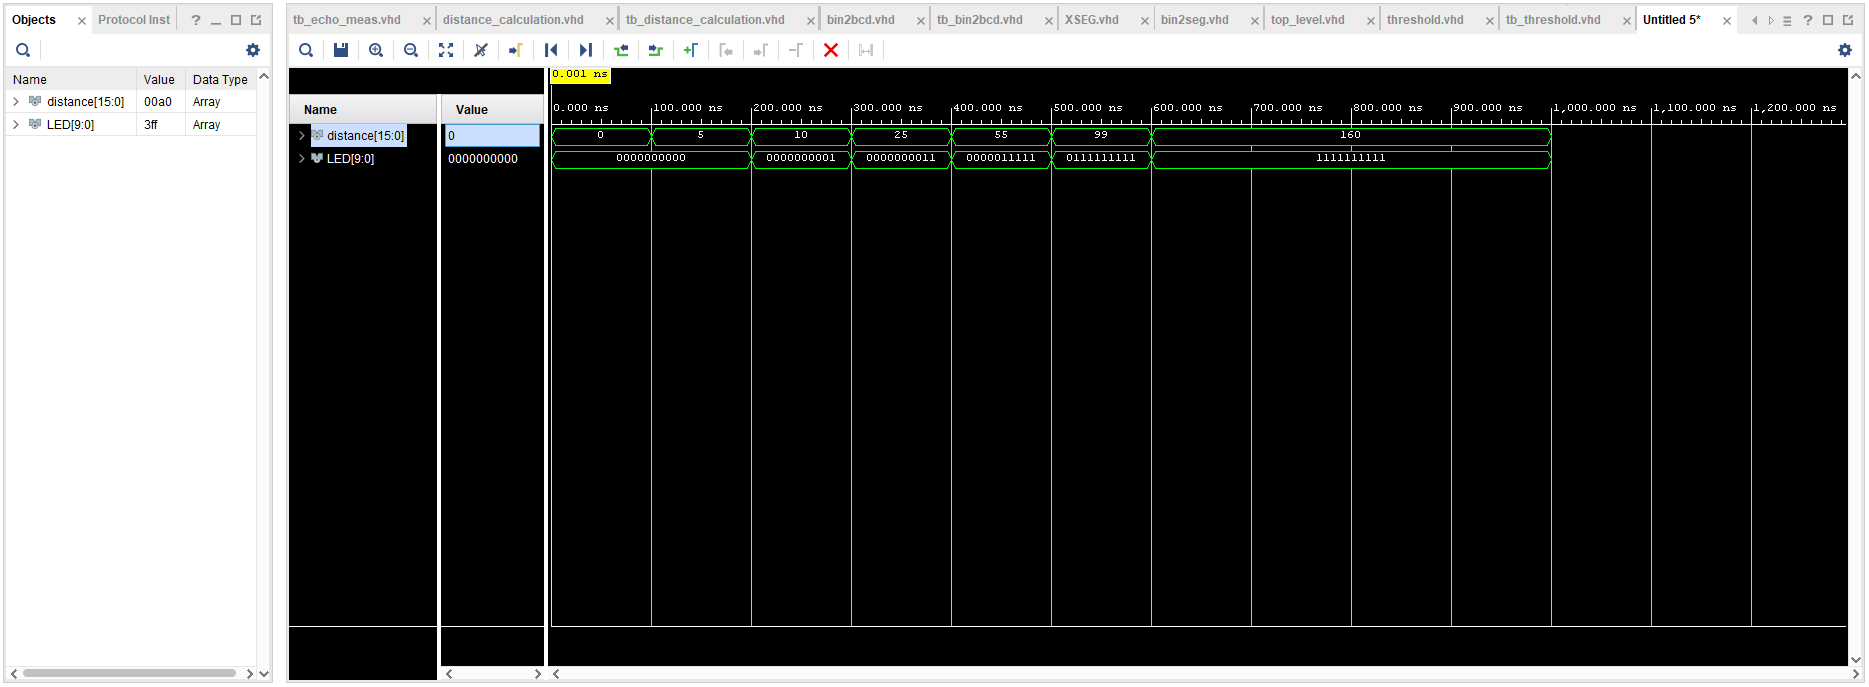 Objects Protocol Inst ?
Name Value Data Type
distance[15:0] 00a0 Array
LED[9:0] 3ff Array
tb_echo_meas.vhd distance_calculation.vhd tb_distance_calculation.vhd bin2bcd.vhd tb_bin2bcd.vhd XSEG.vhd bin2seg.vhd top_level.vhd threshold.vhd tb_threshold.vhd Untitled 5* ?
0.001 ns
Name Value
0.000 ns 100.000 ns 200.000 ns 300.000 ns 400.000 ns 500.000 ns 600.000 ns 700.000 ns 800.000 ns 900.000 ns 1,000.000 ns 1,100.000 ns 1,200.000 ns
distance[15:0] 0 0 5 10 25 55 99 160
LED[9:0] 0000000000 0000000000 0000000001 0000000011 0000011111 0111111111 1111111111